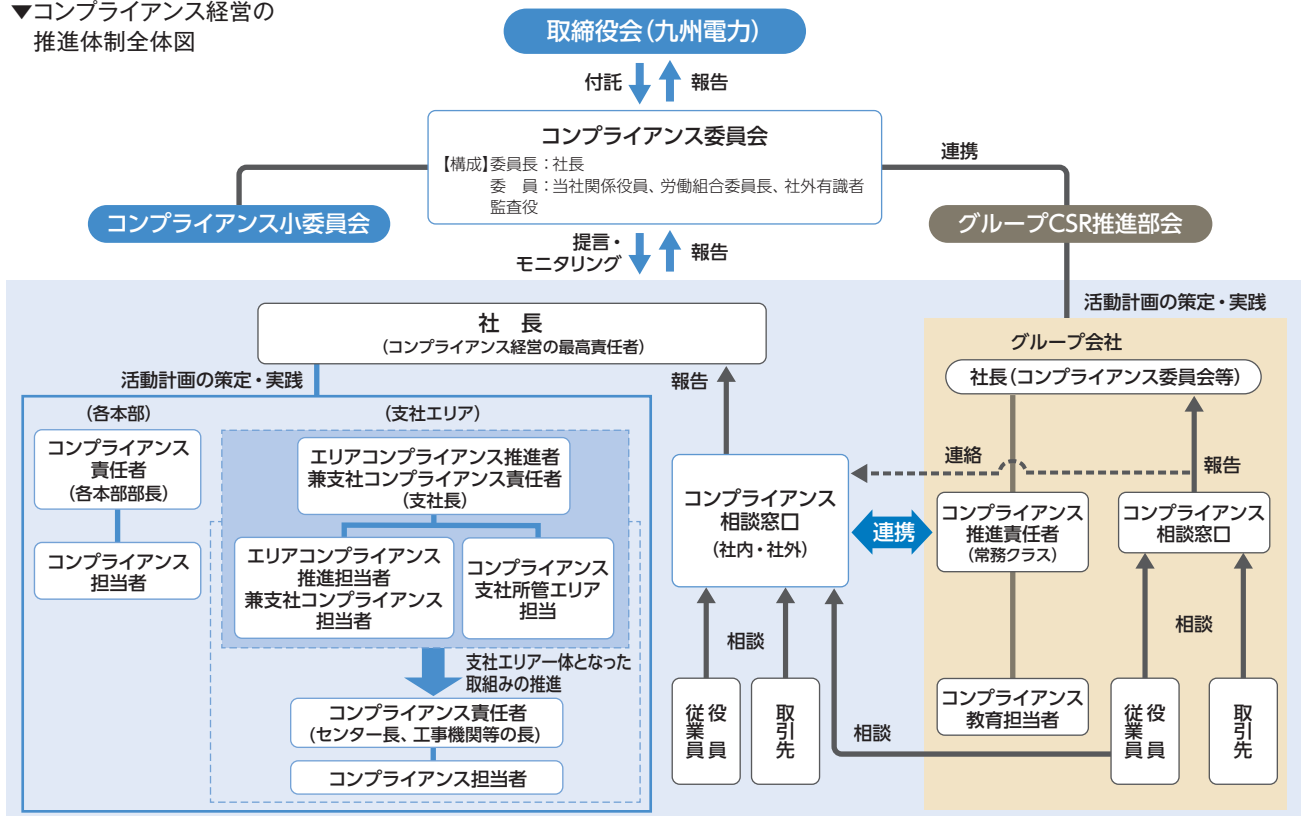 ▼コンプライアンス経営の
推進体制全体図
取締役会(九州電力)
付託
報告
コンプライアンス委員会
【構成】委員長：社長
委　員：当社関係役員、労働組合委員長、社外有識者
監査役
連携
コンプライアンス小委員会
グループCSR推進部会
提言・
モニタリング
報告
社　長
(コンプライアンス経営の最高責任者)
活動計画の策定・実践
(各本部)
コンプライアンス
責任者
(各本部部長)
コンプライアンス
担当者
(支社エリア)
エリアコンプライアンス推進者
兼支社コンプライアンス責任者
(支社長)
エリアコンプライアンス
推進担当者
兼支社コンプライアンス
担当者
コンプライアンス
支社所管エリア
担当
支社エリア一体となった
取組みの推進
コンプライアンス責任者
(センター長、工事機関等の長)
コンプライアンス担当者
報告
コンプライアンス
相談窓口
(社内・社外)
相談
役員
従業員
取引先
連携
連絡
相談
活動計画の策定・実践
グループ会社
社長(コンプライアンス委員会等)
報告
コンプライアンス
推進責任者
(常務クラス)
コンプライアンス
相談窓口
相談
コンプライアンス
教育担当者
役員
従業員
取引先